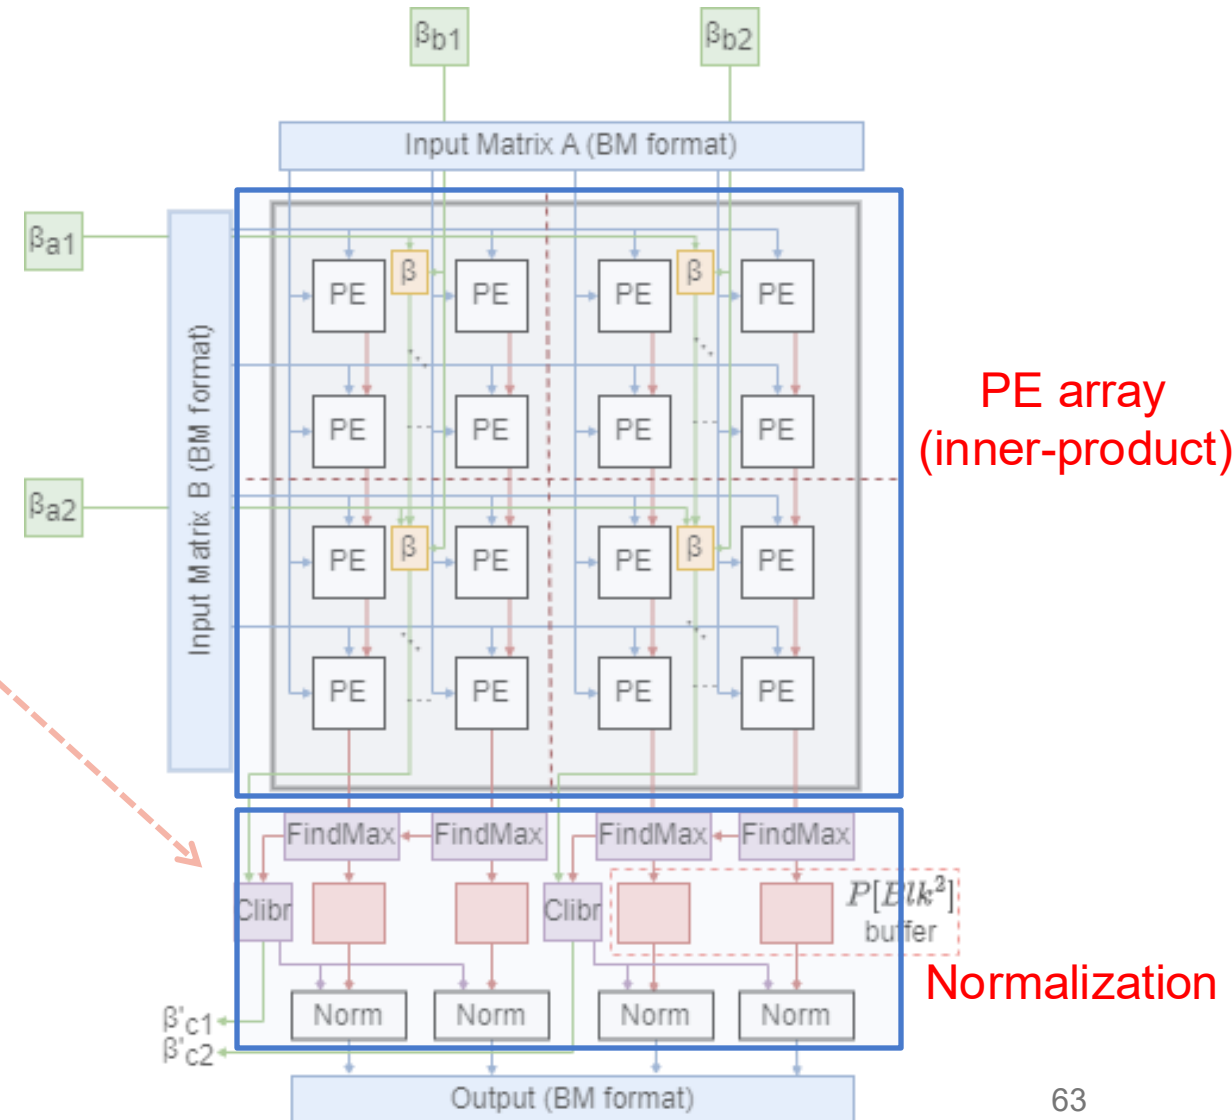 βb1
βb2
Input Matrix A (BM format)
βa1
Input Matrix B (BM format)
β
β
PE
PE
PE
PE
PE array
(inner-product)
PE
PE
PE
PE
βa2
β
β
PE
PE
PE
PE
PE
PE
PE
PE
FindMax
FindMax
FindMax
FindMax
Clibr
Clibr
P[Blk²]
buffer
Normalization
Norm
Norm
Norm
Norm
β'c1
β'c2
Output (BM format)
63